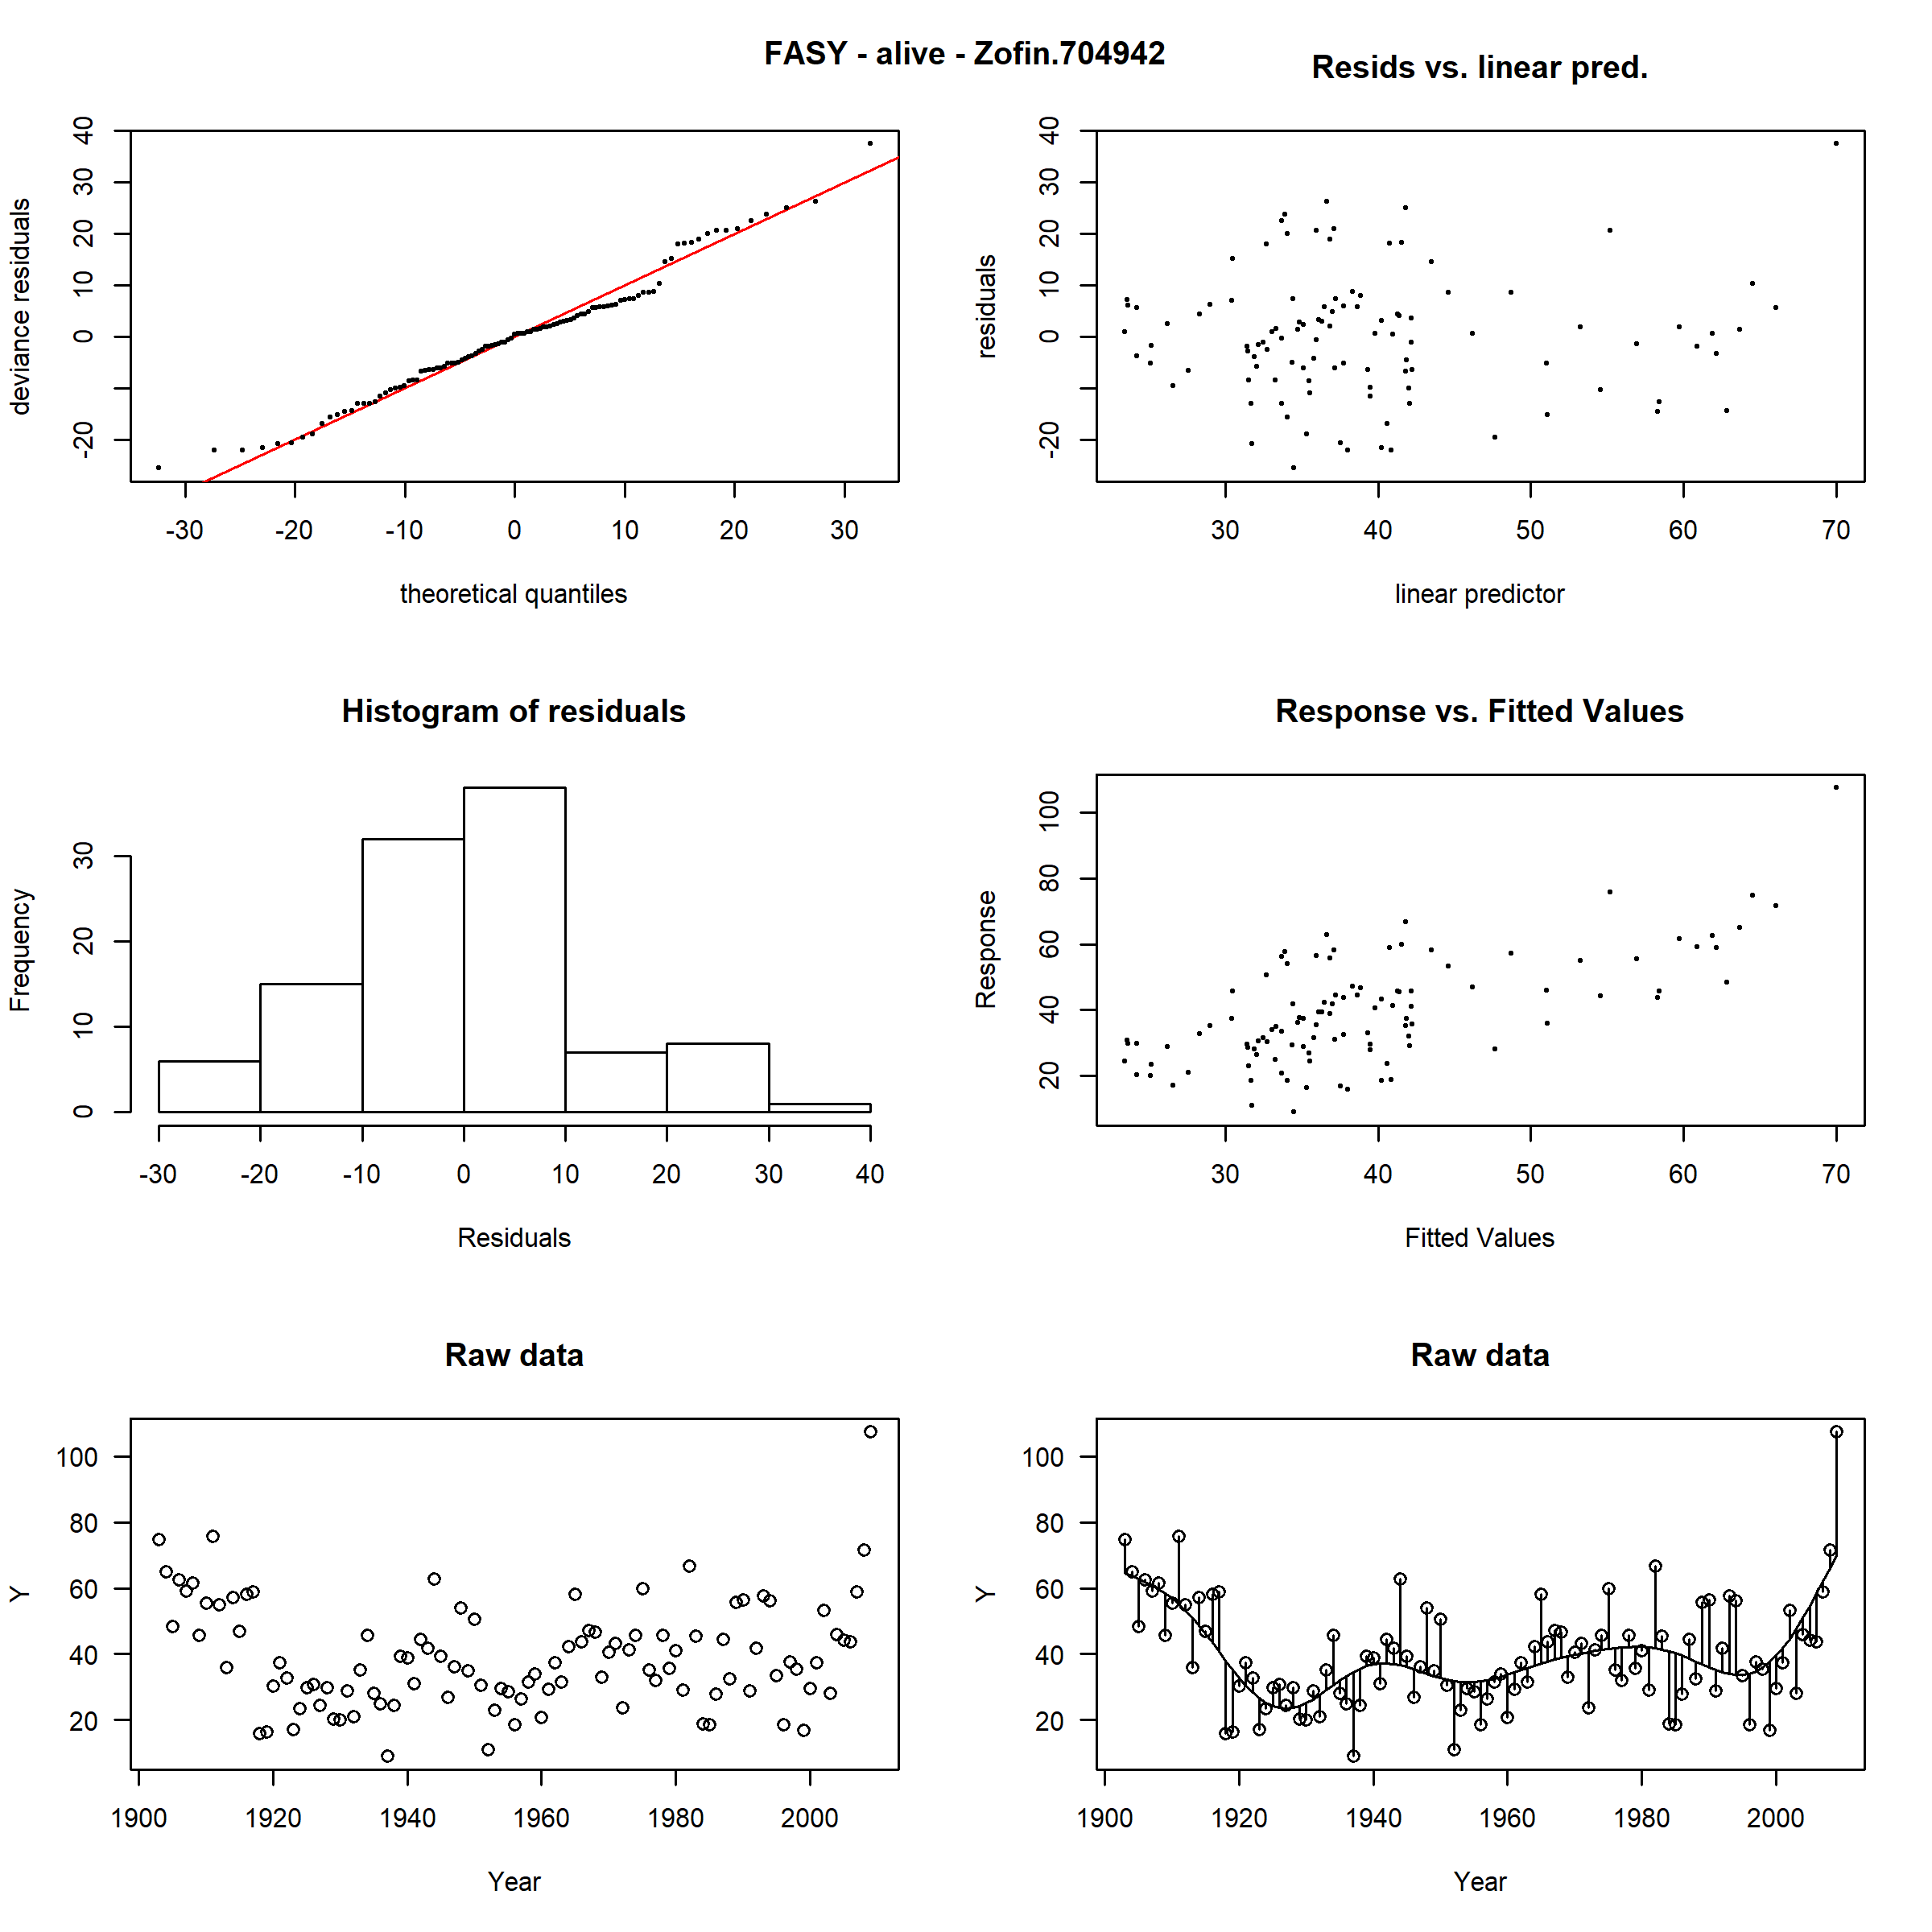 FASY - alive - Zofin.704942
Resids vs. linear pred.
deviance residuals
40
30
20
10
0
-20
-30 -20 -10 0 10 20 30
theoretical quantiles
residuals
40
30
20
10
0
-20
30 40 50 60 70
linear predictor
Histogram of residuals
Frequency
30
20
10
0
-30 -20 -10 0 10 20 30 40
Residuals
Response vs. Fitted Values
Response
100
80
60
40
20
30 40 50 60 70
Fitted Values
Raw data
Y
100
80
60
40
20
1900 1920 1940 1960 1980 2000
Year
Raw data
Y
100
80
60
40
20
1900 1920 1940 1960 1980 2000
Year